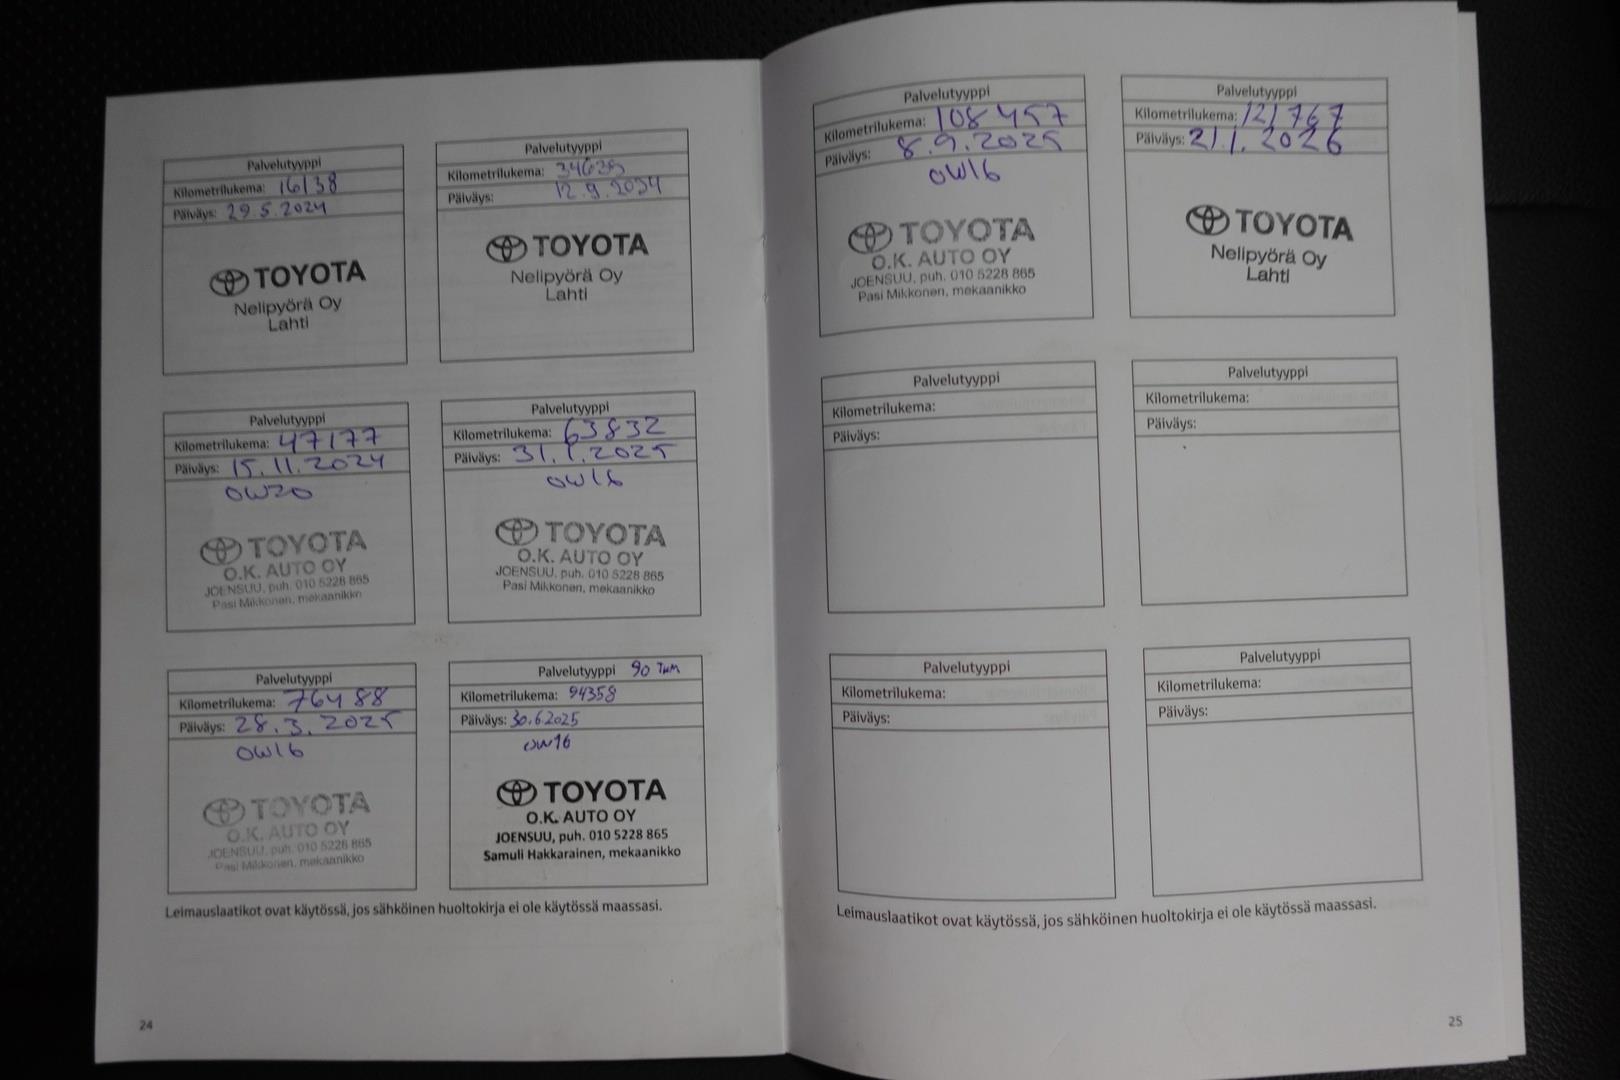 Palvelutyyppi
Kilometrilukema: 16138
Päiväys: 29.5.2024
TOYOTA
Nelipyörä Oy
Lahti
Palvelutyyppi
Kilometrilukema: 34639
Päiväys: 12.9.2024
TOYOTA
Nelipyörä Oy
Lahti
Palvelutyyppi
Kilometrilukema: 47177
Päiväys: 15.11.2024
OW20
TOYOTA
O.K. AUTO OY
JOENSUU, puh. 010 5228 865
Pasi Mikkonen, mekaanikko
Palvelutyyppi
Kilometrilukema: 63832
Päiväys: 31.1.2025
OW16
TOYOTA
O.K. AUTO OY
JOENSUU, puh. 010 5228 865
Pasi Mikkonen, mekaanikko
Palvelutyyppi
Kilometrilukema: 76488
Päiväys: 28.3.2025
OW16
TOYOTA
O.K. AUTO OY
JOENSUU, puh. 010 5228 865
Pasi Mikkonen, mekaanikko
Palvelutyyppi 90 TKM
Kilometrilukema: 94358
Päiväys: 30.6.2025
OW16
TOYOTA
O.K. AUTO OY
JOENSUU, puh. 010 5228 865
Samuli Hakkarainen, mekaanikko
Leimauslaatikot ovat käytössä, jos sähköinen huoltokirja ei ole käytössä maassasi.
24
Palvelutyyppi
Kilometrilukema: 108457
Päiväys: 8.9.2025
OW16
TOYOTA
O.K. AUTO OY
JOENSUU, puh. 010 5228 865
Pasi Mikkonen, mekaanikko
Palvelutyyppi
Kilometrilukema: 121767
Päiväys: 21.1.2026
TOYOTA
Nelipyörä Oy
Lahti
Palvelutyyppi
Kilometrilukema:
Päiväys:
Palvelutyyppi
Kilometrilukema:
Päiväys:
Palvelutyyppi
Kilometrilukema:
Päiväys:
Palvelutyyppi
Kilometrilukema:
Päiväys:
Leimauslaatikot ovat käytössä, jos sähköinen huoltokirja ei ole käytössä maassasi.
25